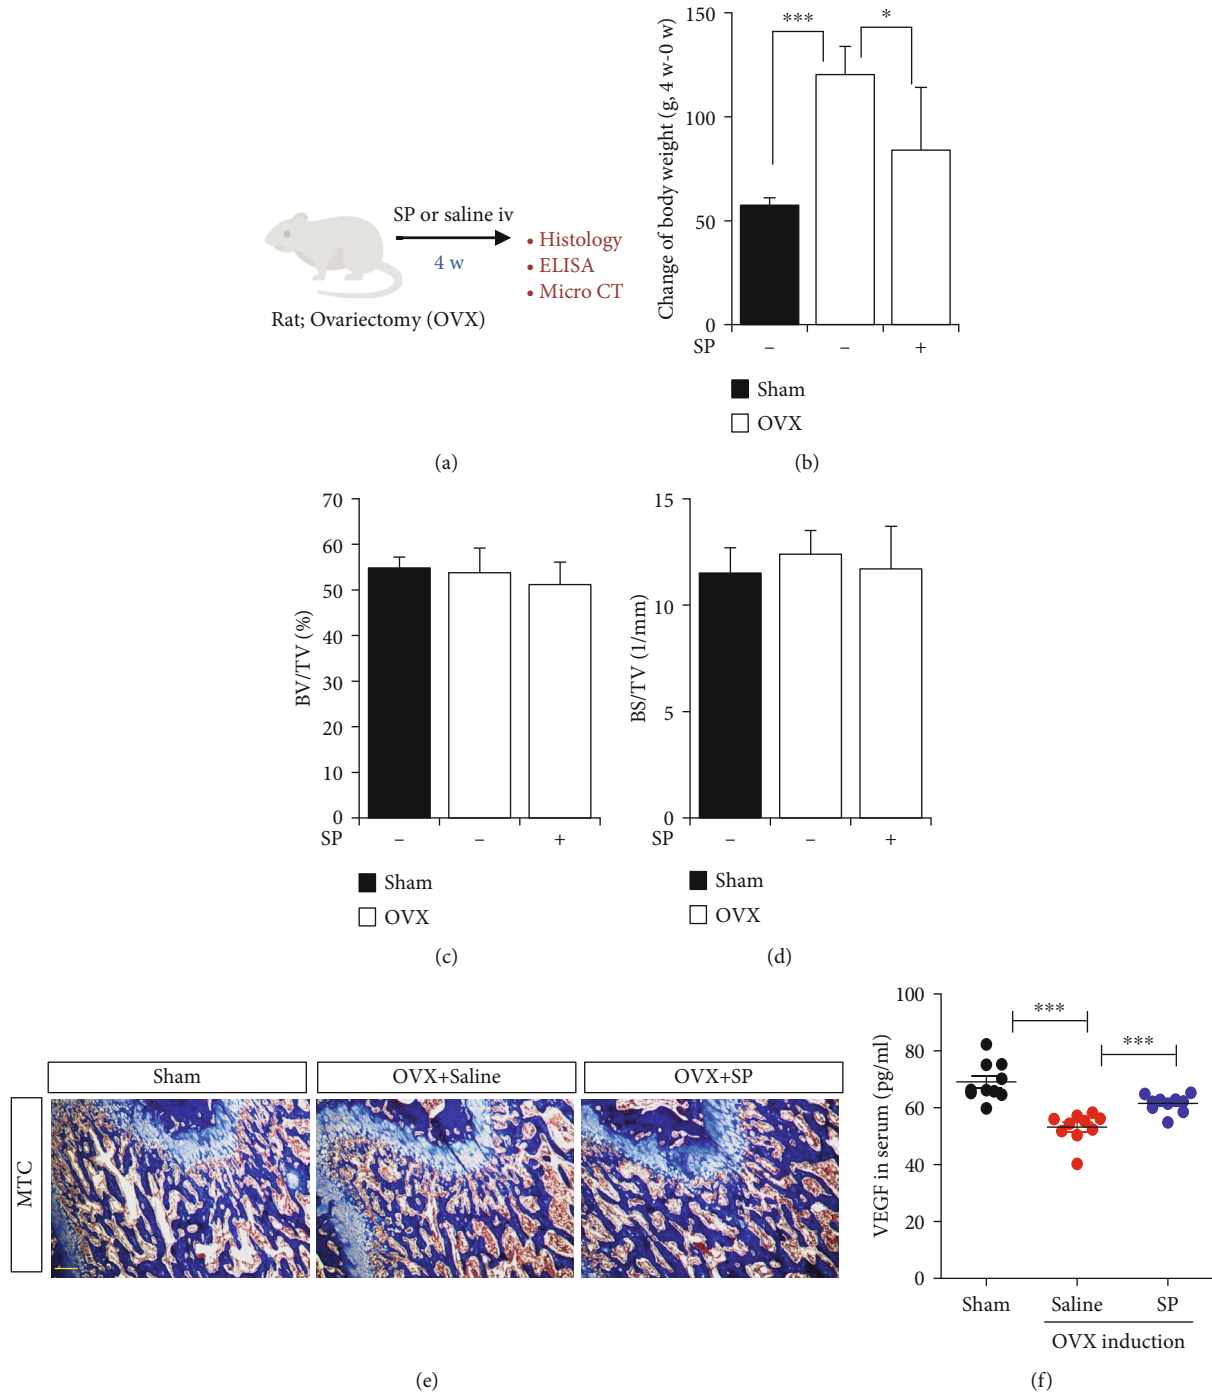 SP or saline iv
4 w
• Histology
• ELISA
• Micro CT
Rat; Ovariectomy (OVX)
(a)
Change of body weight (g, 4 w-0 w)
150
100
50
0
***
*
SP
–
–
+
Sham
OVX
(b)
BV/TV (%)
70
60
50
40
30
20
10
0
SP
–
–
+
Sham
OVX
(c)
BS/TV (1/mm)
15
10
5
0
SP
–
–
+
Sham
OVX
(d)
Sham
OVX+Saline
OVX+SP
MTC
(e)
VEGF in serum (pg/ml)
100
80
60
40
20
0
***
***
Sham
Saline
SP
OVX induction
(f)